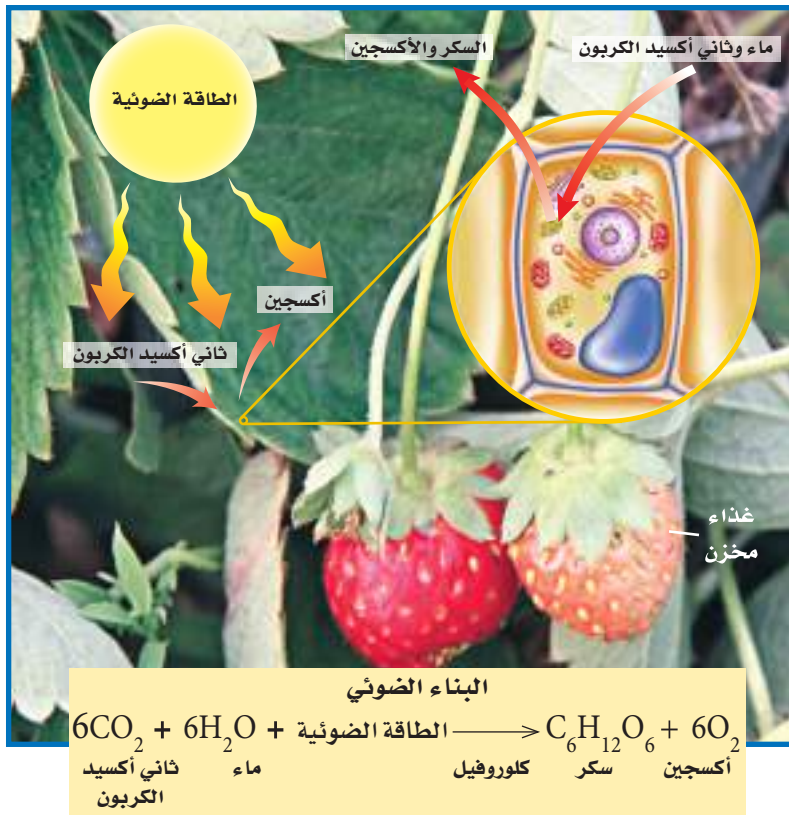 ماء وثاني أكسيد الكربون
السكر والأكسجين
الطاقة الضوئية
أكسجين
ثاني أكسيد الكربون
غذاء
مخزن
البناء الضوئي
6CO₂ + 6H₂O + الطاقة الضوئية ⟶ C₆H₁₂O₆ + 6O₂
ثاني أكسيد الكربون ماء كلوروفيل سكر أكسجين